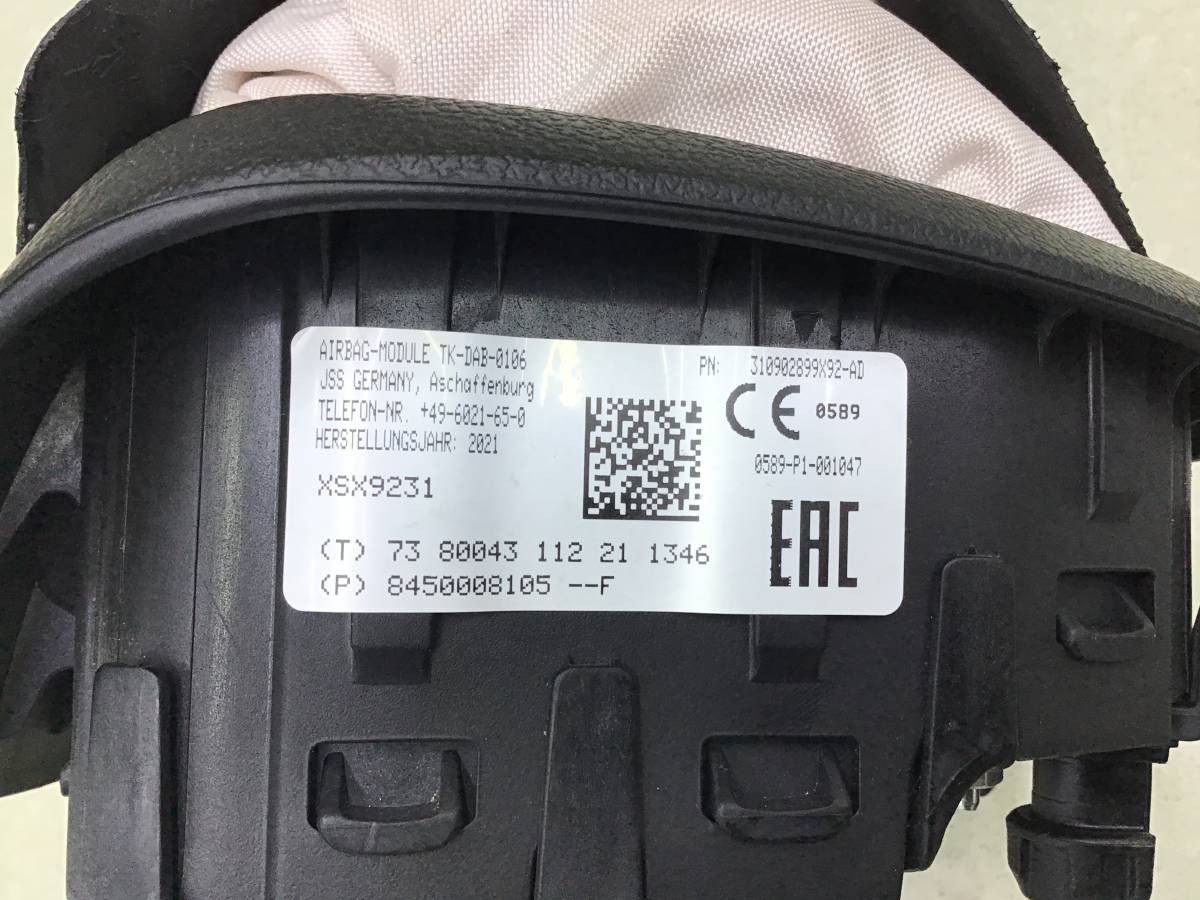 AIRBAG-MODULE TK-DAB-0106
JSS GERMANY, Aschaffenburg
TELEFON-NR. +49-6021-65-0
HERSTELLUNGSJAHR: 2021
XSX9231
PN: 310902899X92-AD
CE 0589
0589-P1-001047
EAC
(T) 73 80043 112 21 1346
(P) 8450008105 --F